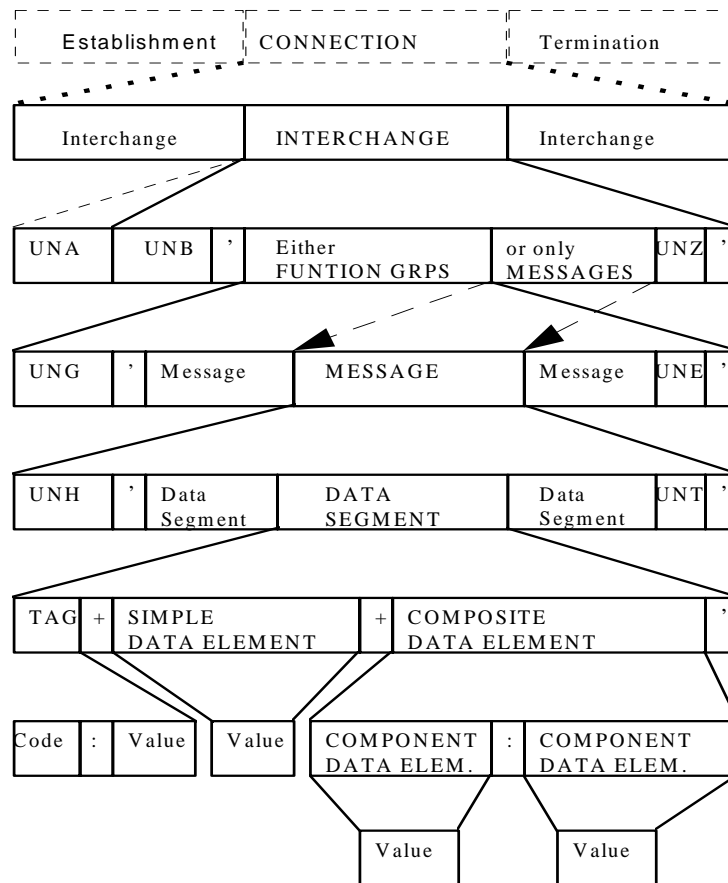 Establishment CONNECTION Termination
Interchange INTERCHANGE Interchange
UNA UNB ’ Either or only UNZ ’
FUNTION GRPS MESSAGES
UNG ’ Message MESSAGE Message UNE ’
UNH ’ Data DATA Data UNT ’
Segment SEGMENT Segment
TAG + SIMPLE + COMPOSITE ’
DATA ELEMENT DATA ELEMENT
Code : Value Value COMPONENT : COMPONENT
DATA ELEM. DATA ELEM.
Value Value